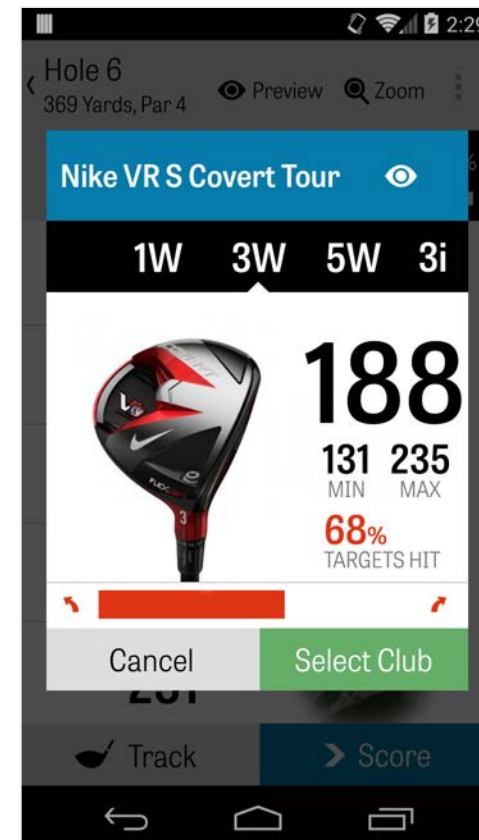 2:29
Hole 6
369 Yards, Par 4
Preview
Zoom
%
Nike VR S Covert Tour
1W 3W 5W 3i
188
131 235
MIN MAX
68%
TARGETS HIT
3
Cancel Select Club
Track Score